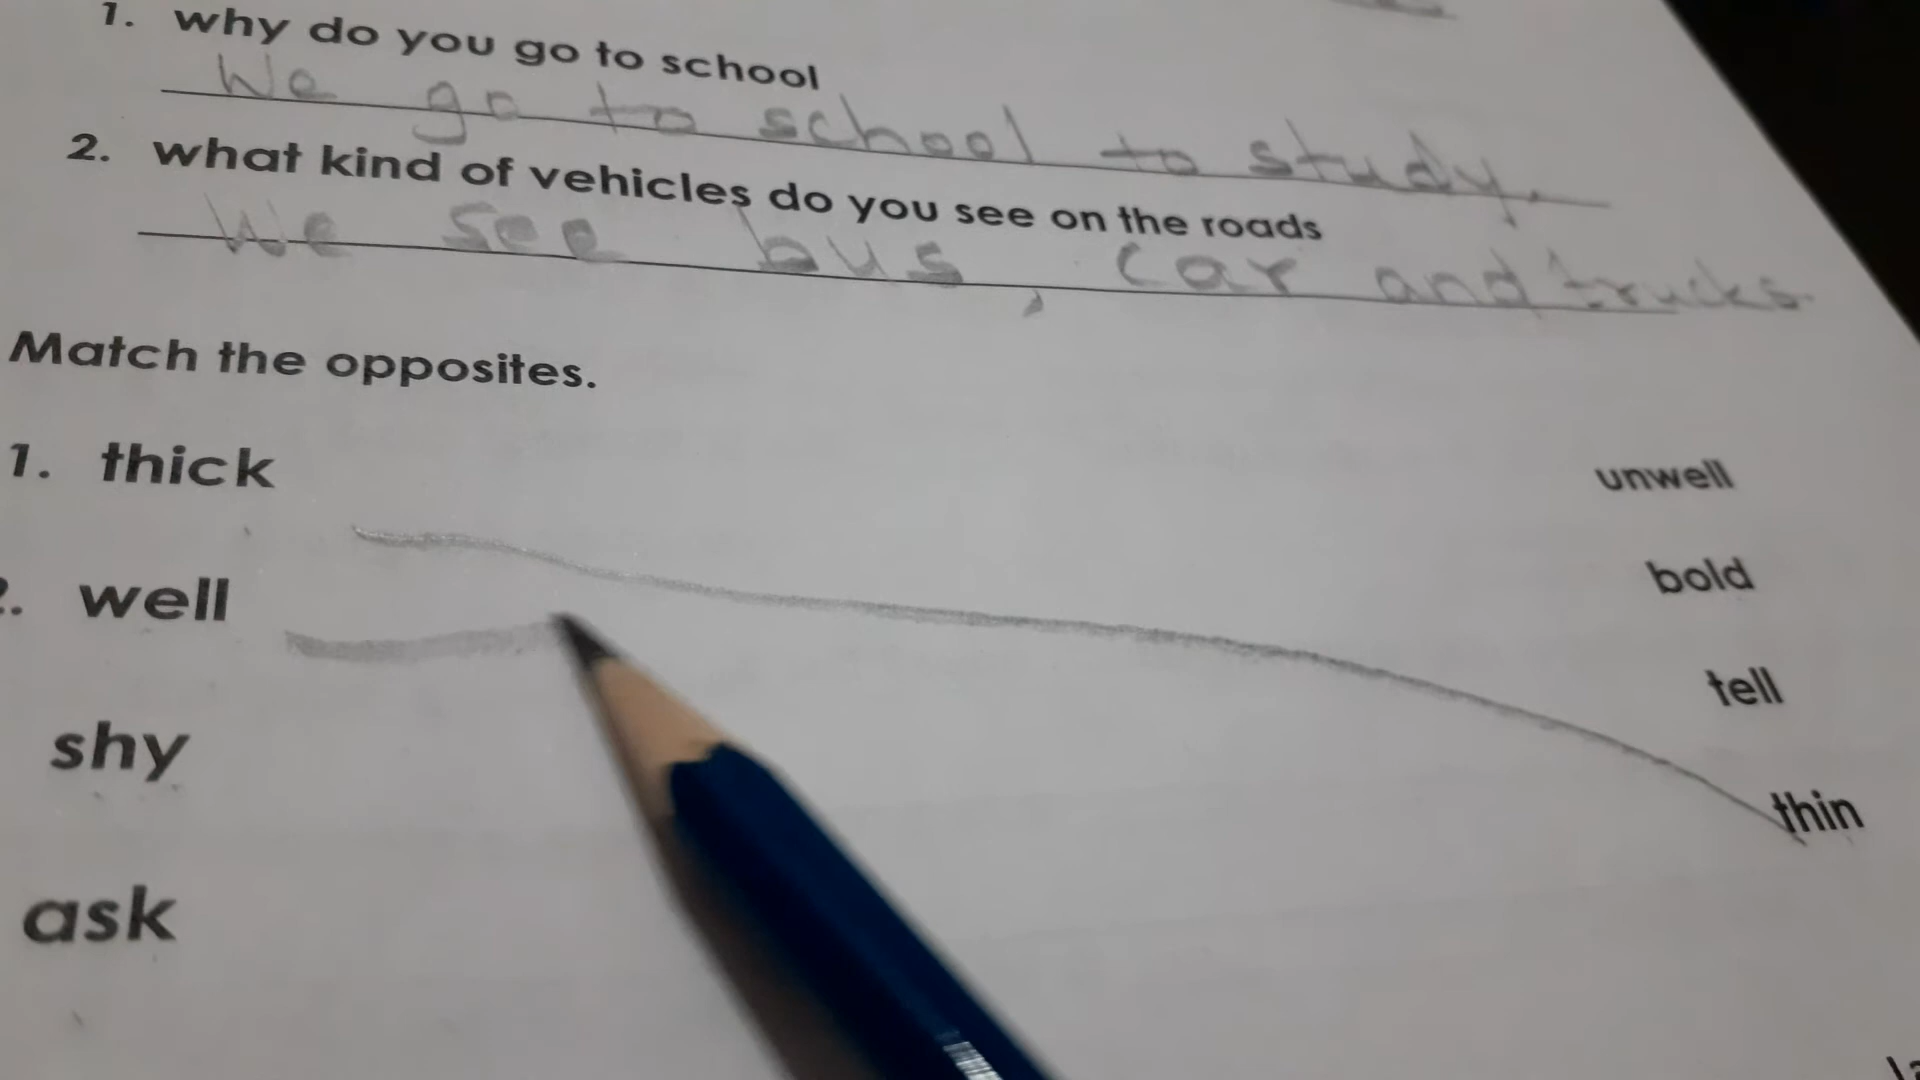 1. why do you go to school
We go to school to study.
2. what kind of vehicles do you see on the roads
We see bus, car and trucks.
Match the opposites.
1. thick unwell
. well bold
shy tell
ask thin